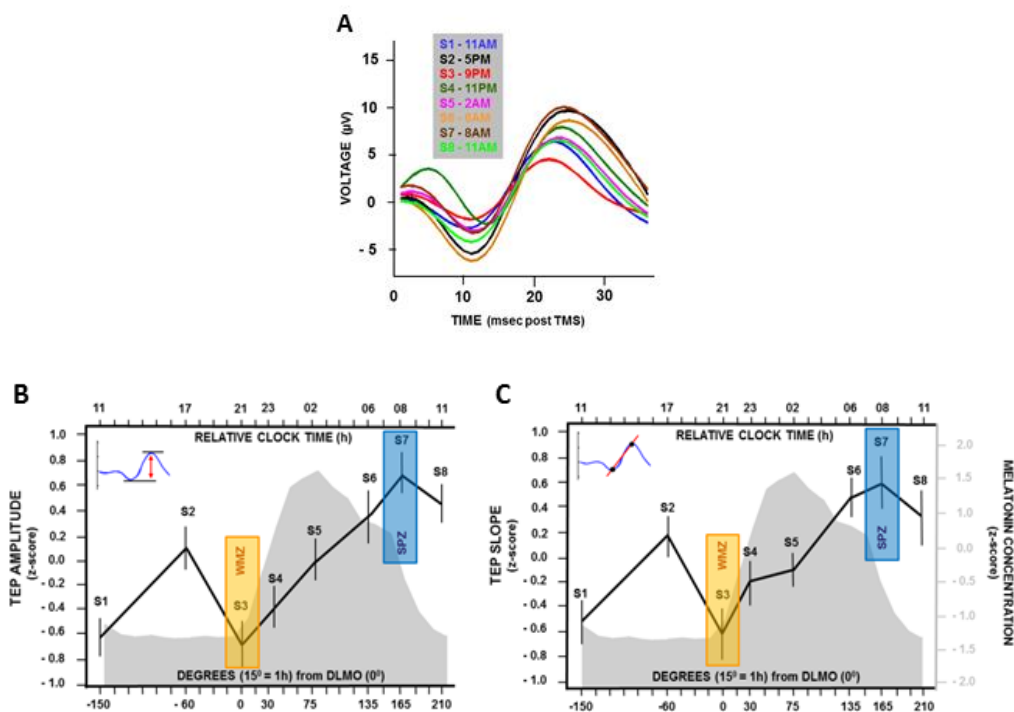 A
15
10
5
0
- 5
VOLTAGE (µV)
S1 - 11AM
S2 - 5PM
S3 - 9PM
S4 - 11PM
S5 - 2AM
S6 - 6AM
S7 - 8AM
S8 - 11AM
0 10 20 30
TIME (msec post TMS)
B
11 17 21 23 02 06 08 11
RELATIVE CLOCK TIME (h)
1.0
0.8
0.6
0.4
0.2
0.0
- 0.2
- 0.4
- 0.6
- 0.8
- 1.0
TEP AMPLITUDE
(z-score)
S1
S2
WMZ
S3
S4
S5
S6
S7
SPZ
S8
DEGREES (15⁰ = 1h) from DLMO (0⁰)
-150 - 60 0 30 75 135 165 210
C
11 17 21 23 02 06 08 11
RELATIVE CLOCK TIME (h)
1.0
0.8
0.6
0.4
0.2
0.0
- 0.2
- 0.4
- 0.6
- 0.8
- 1.0
TEP SLOPE
(z-score)
S1
S2
WMZ
S3
S4
S5
S6
S7
SPZ
S8
DEGREES (15⁰ = 1h) from DLMO (0⁰)
-150 - 60 0 30 75 135 165 210
2.0
1.5
1.0
0.5
0
- 0.5
- 1.0
- 1.5
- 2.0
MELATONIN CONCENTRATION
(z-score)